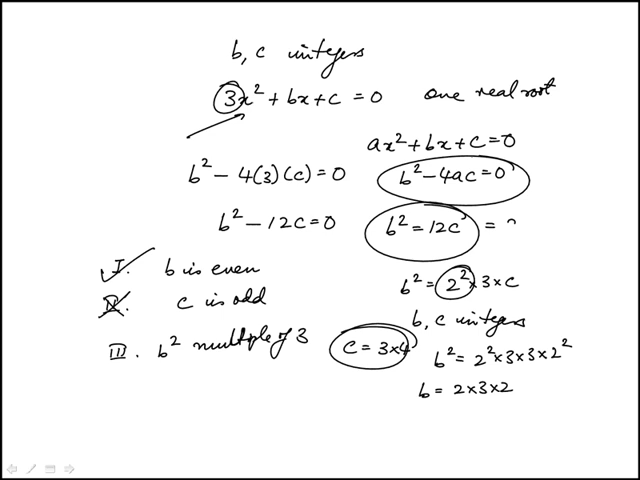 b, c integers
3x² + bx + c = 0 one real root
ax² + bx + c = 0
b² − 4(3)(c) = 0 b² − 4ac = 0
b² − 12c = 0 b² = 12c = ?
I. b is even b² = 2² × 3 × c
II. c is odd b, c integers
III. b² multiple of 3 c = 3×4 b² = 2² × 3 × 3 × 2²
b = 2 × 3 × 2